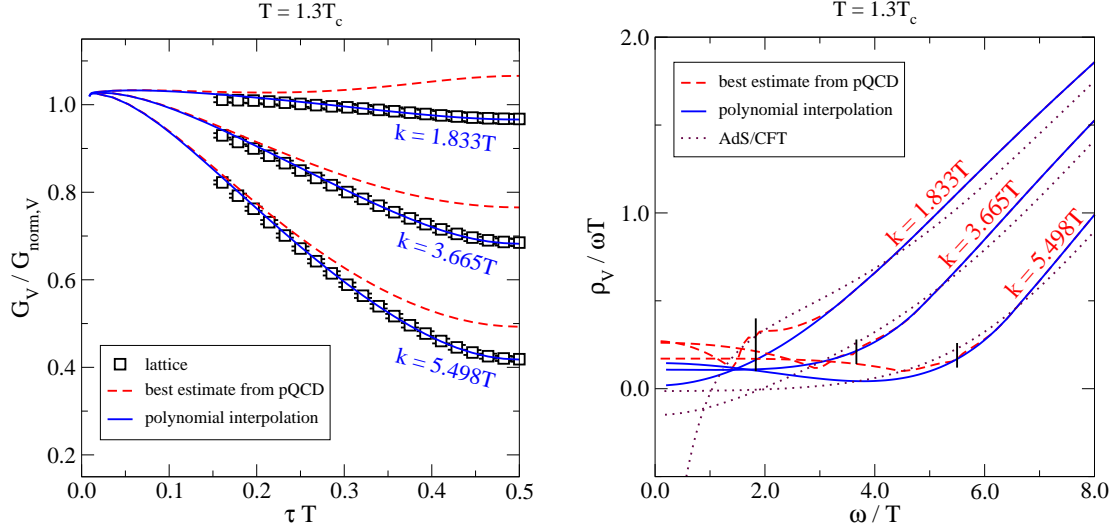 T = 1.3T_c
G_V / G_norm,V
1.0
0.8
0.6
0.4
0.2
k = 1.833T
k = 3.665T
k = 5.498T
lattice
best estimate from pQCD
polynomial interpolation
0.0
0.1
0.2
0.3
0.4
0.5
τ T
T = 1.3T_c
ρ_V / ωT
2.0
1.0
0.0
best estimate from pQCD
polynomial interpolation
AdS/CFT
k = 1.833T
k = 3.665T
k = 5.498T
0.0
2.0
4.0
6.0
8.0
ω / T